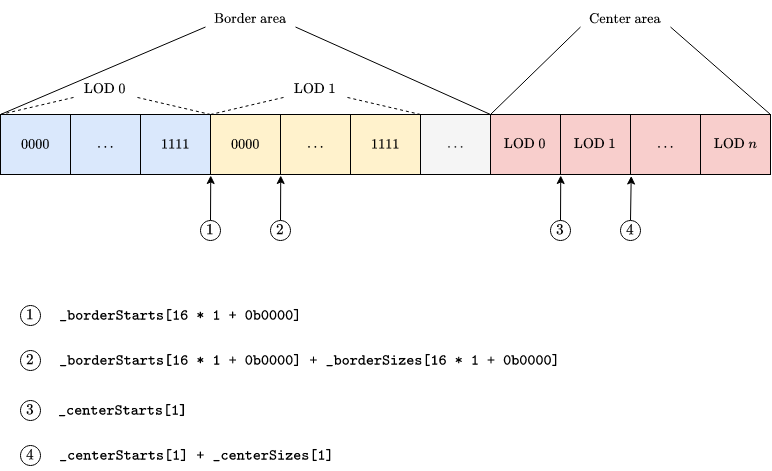 Border area Center area
LOD 0 LOD 1
0000 ... 1111 0000 ... 1111 ... LOD 0 LOD 1 ... LOD n
1 2 3 4
1 _borderStarts[16 * 1 + 0b0000]
2 _borderStarts[16 * 1 + 0b0000] + _borderSizes[16 * 1 + 0b0000]
3 _centerStarts[1]
4 _centerStarts[1] + _centerSizes[1]